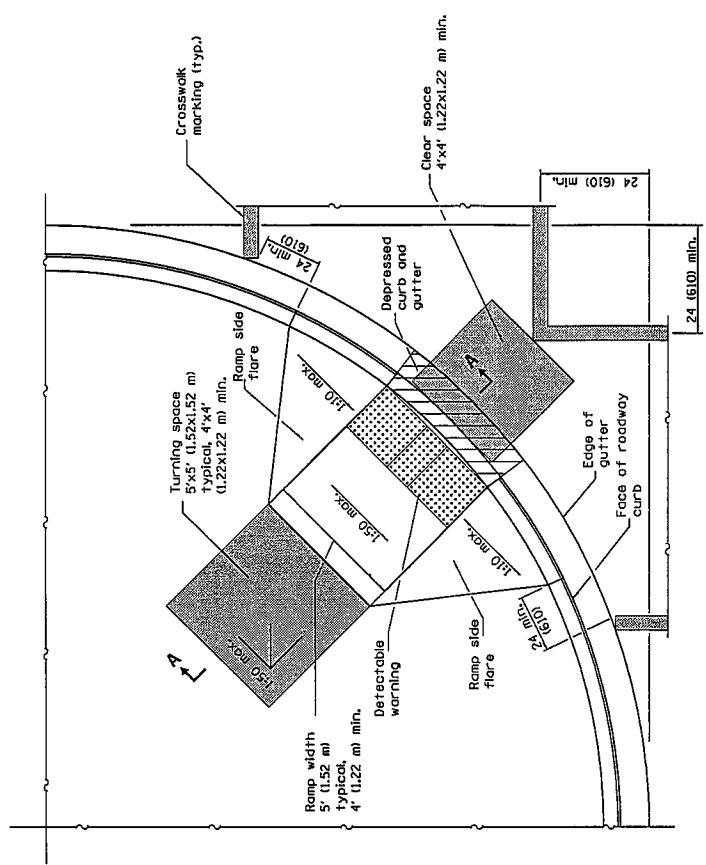 Crosswalk
marking (typ.)
Clear space
4'x4' (1.22x1.22 m) min.
24 (610) min.
24 (610) min.
24 min.
(610)
Depressed
curb and
gutter
Ramp side
flare
1:10 max.
A
Turning space
5'x5' (1.52x1.52 m)
typical, 4'x4'
(1.22x1.22 m) min.
1:50 max.
1:50 max.
A
1:10 max.
Edge of
gutter
Face of roadway
curb
24 min.
(610)
Ramp side
flare
Detectable
warning
Ramp width
5' (1.52 m)
typical,
4' (1.22 m) min.